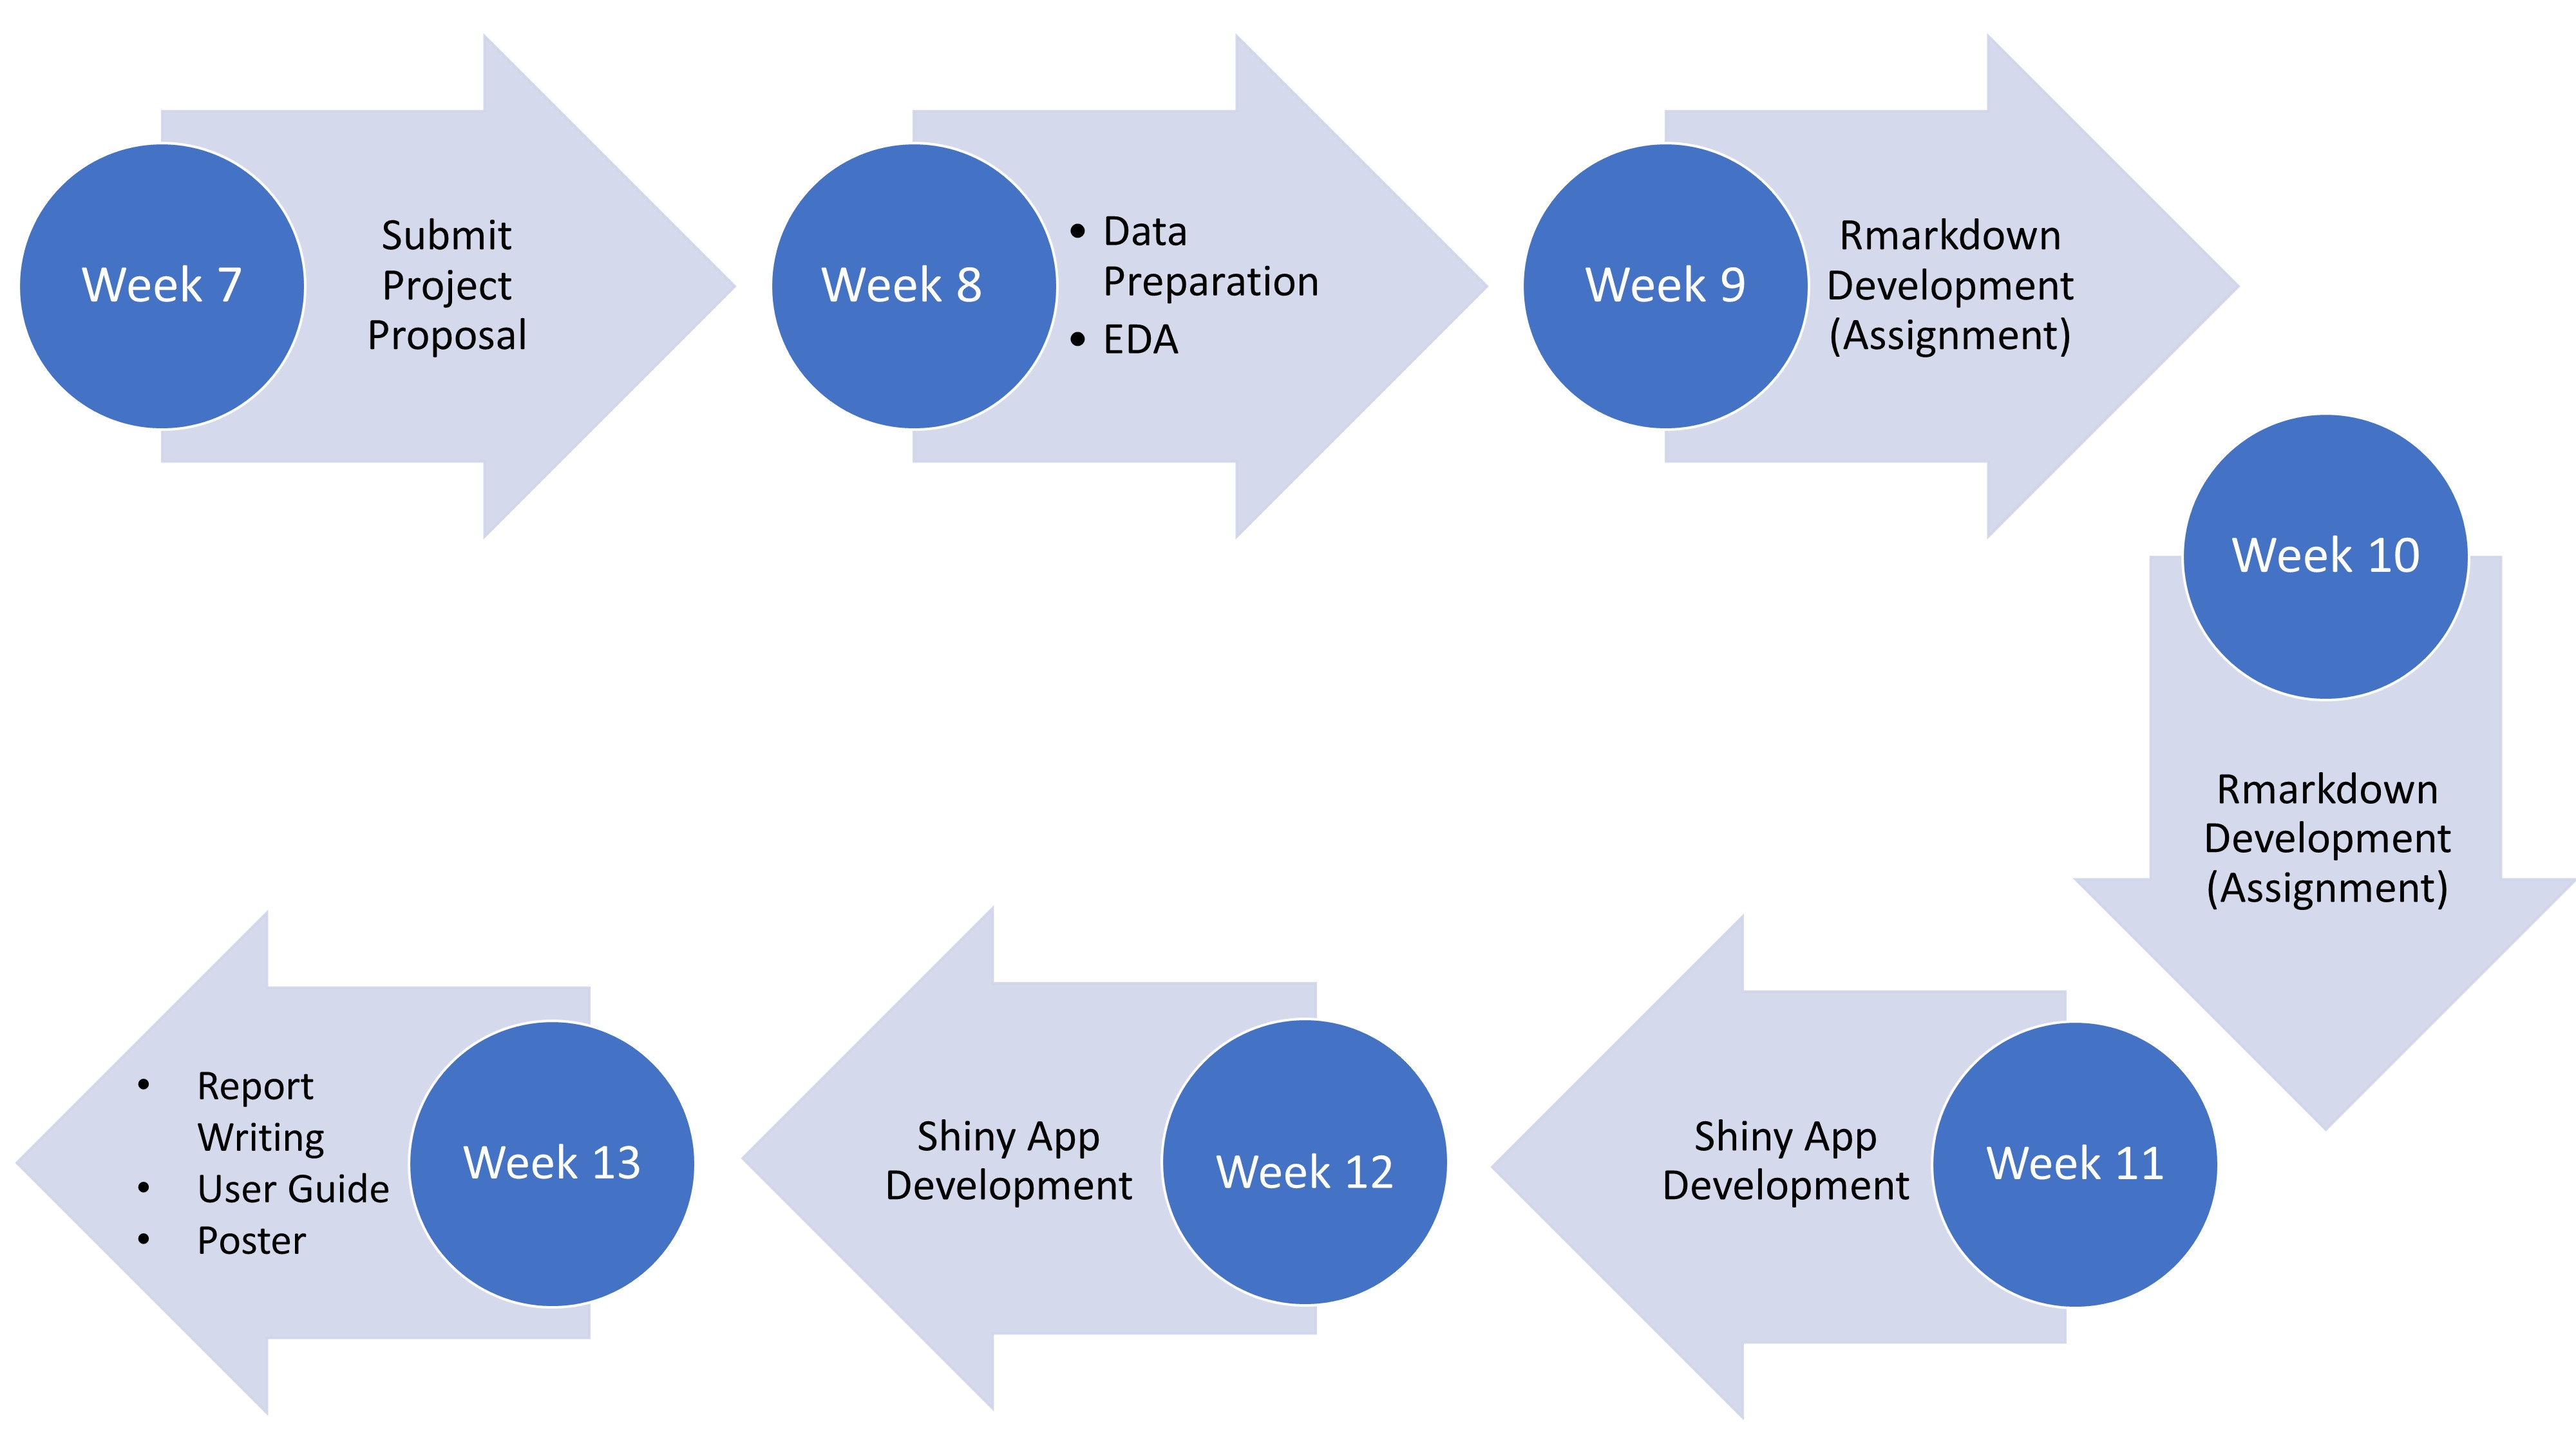 Week 7
Submit
Project
Proposal
Week 8
• Data
Preparation
• EDA
Week 9
Rmarkdown
Development
(Assignment)
Week 10
Rmarkdown
Development
(Assignment)
Week 11
Shiny App
Development
Week 12
Shiny App
Development
Week 13
• Report
Writing
• User Guide
• Poster